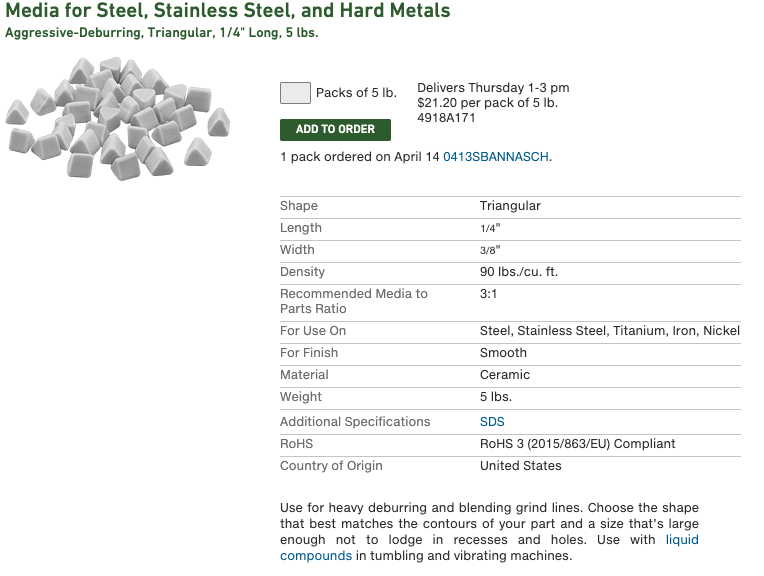 Media for Steel, Stainless Steel, and Hard Metals
Aggressive-Deburring, Triangular, 1/4" Long, 5 lbs.
Packs of 5 lb.
Delivers Thursday 1-3 pm
$21.20 per pack of 5 lb.
4918A171
ADD TO ORDER
1 pack ordered on April 14 0413SBANNASCH.
Shape Triangular
Length 1/4"
Width 3/8"
Density 90 lbs./cu. ft.
Recommended Media to 3:1
Parts Ratio
For Use On Steel, Stainless Steel, Titanium, Iron, Nickel
For Finish Smooth
Material Ceramic
Weight 5 lbs.
Additional Specifications SDS
RoHS RoHS 3 (2015/863/EU) Compliant
Country of Origin United States
Use for heavy deburring and blending grind lines. Choose the shape
that best matches the contours of your part and a size that's large
enough not to lodge in recesses and holes. Use with liquid
compounds in tumbling and vibrating machines.